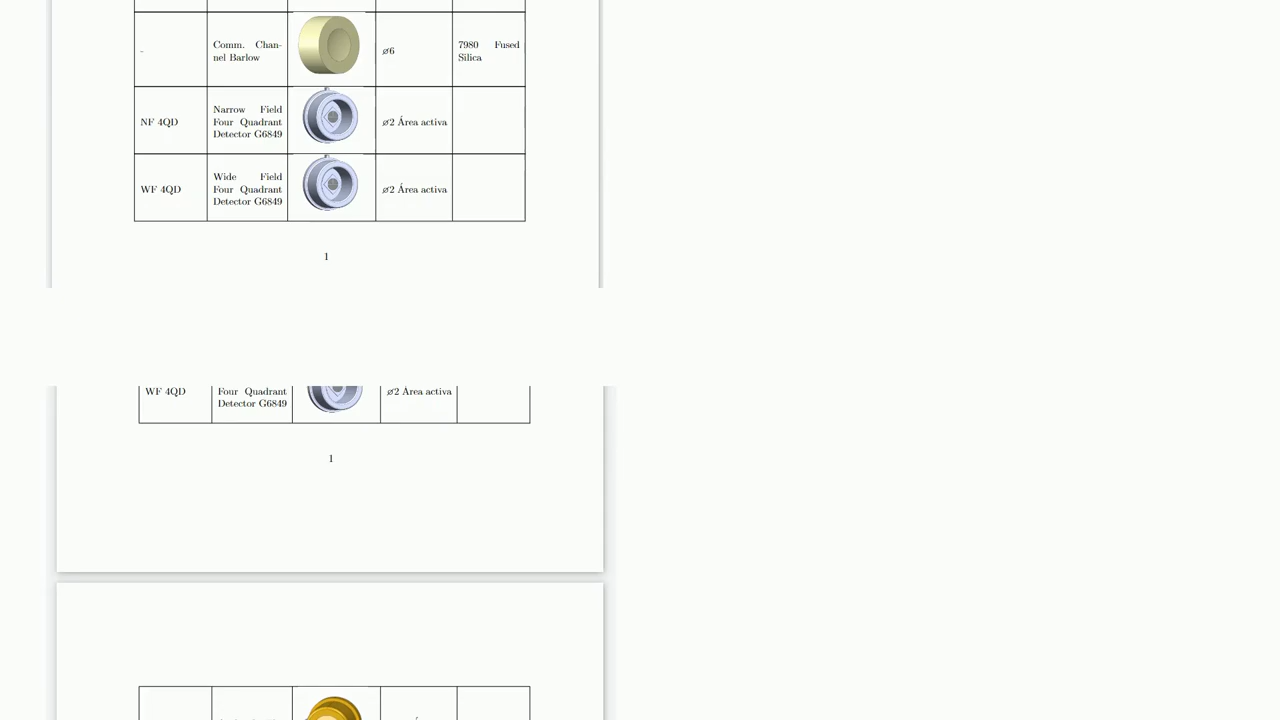 -
Comm. Chan-
nel Barlow
⌀6
7980 Fused
Silica
NF 4QD
Narrow Field
Four Quadrant
Detector G6849
⌀2 Área activa
WF 4QD
Wide Field
Four Quadrant
Detector G6849
⌀2 Área activa
1
WF 4QD
Four Quadrant
Detector G6849
⌀2 Área activa
1